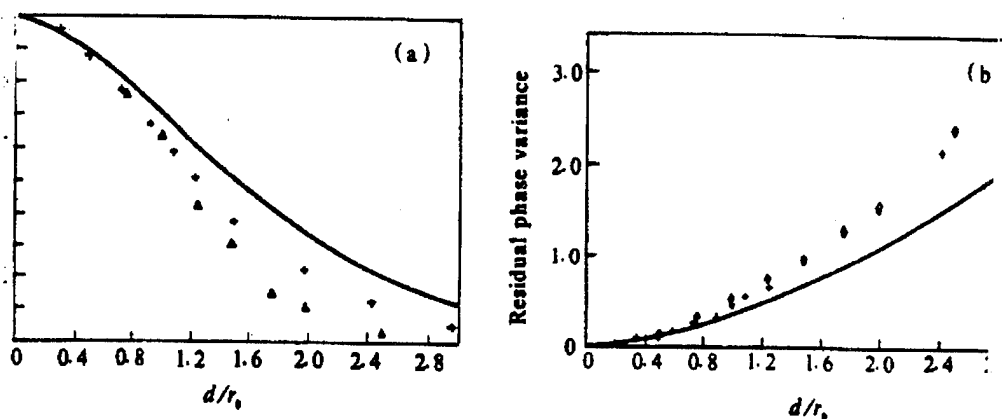 (a)
0 0.4 0.8 1.2 1.6 2.0 2.4 2.8
d/r₀
Residual phase variance
(b
3.0
2.0
1.0
0
0 0.4 0.8 1.2 1.6 2.0 2.4
d/r₀